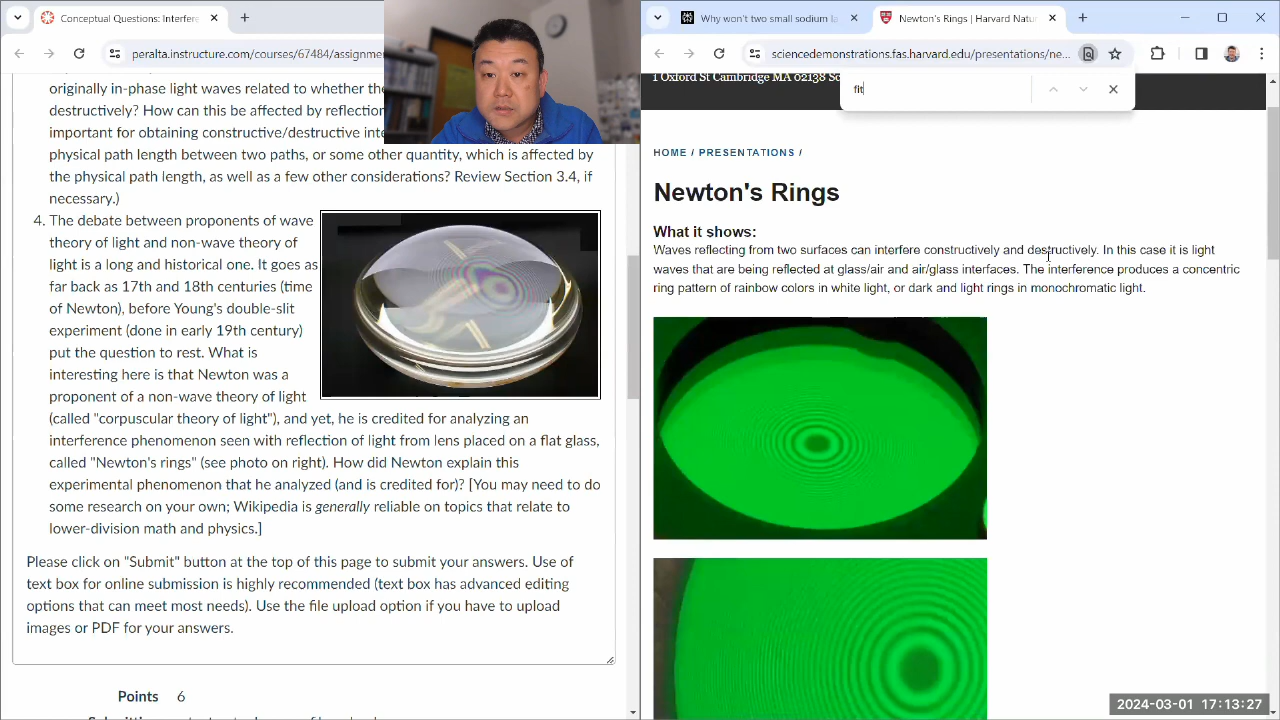 Conceptual Questions: Interfere
peralta.instructure.com/courses/67484/assignme
originally in-phase light waves related to whether the
destructively? How can this be affected by reflection
important for obtaining constructive/destructive inte
physical path length between two paths, or some other quantity, which is affected by
the physical path length, as well as a few other considerations? Review Section 3.4, if
necessary.)
4. The debate between proponents of wave
theory of light and non-wave theory of
light is a long and historical one. It goes as
far back as 17th and 18th centuries (time
of Newton), before Young's double-slit
experiment (done in early 19th century)
put the question to rest. What is
interesting here is that Newton was a
proponent of a non-wave theory of light
(called "corpuscular theory of light"), and yet, he is credited for analyzing an
interference phenomenon seen with reflection of light from lens placed on a flat glass,
called "Newton's rings" (see photo on right). How did Newton explain this
experimental phenomenon that he analyzed (and is credited for)? [You may need to do
some research on your own; Wikipedia is generally reliable on topics that relate to
lower-division math and physics.]
Please click on "Submit" button at the top of this page to submit your answers. Use of
text box for online submission is highly recommended (text box has advanced editing
options that can meet most needs). Use the file upload option if you have to upload
images or PDF for your answers.
Points 6
Why won't two small sodium la
Newton's Rings | Harvard Natur
sciencedemonstrations.fas.harvard.edu/presentations/ne...
1 Oxford St Cambridge MA 02138 Sc
fit
HOME / PRESENTATIONS /
Newton's Rings
What it shows:
Waves reflecting from two surfaces can interfere constructively and destructively. In this case it is light
waves that are being reflected at glass/air and air/glass interfaces. The interference produces a concentric
ring pattern of rainbow colors in white light, or dark and light rings in monochromatic light.
2024-03-01 17:13:27